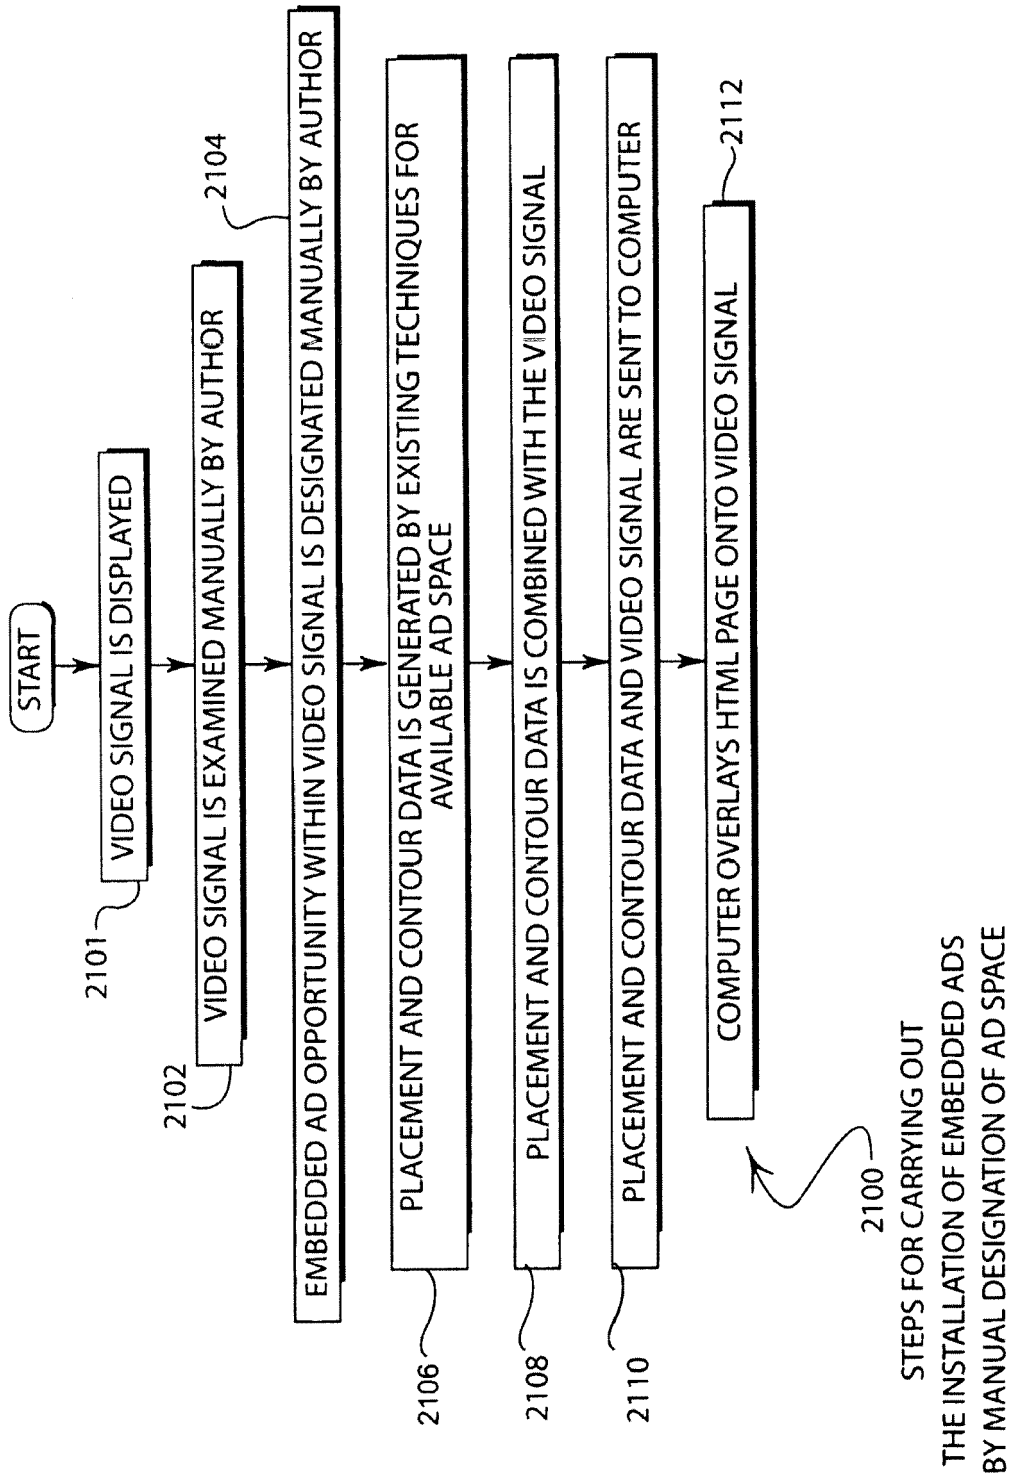 START
VIDEO SIGNAL IS DISPLAYED
2101
VIDEO SIGNAL IS EXAMINED MANUALLY BY AUTHOR
2102
2104
EMBEDDED AD OPPORTUNITY WITHIN VIDEO SIGNAL IS DESIGNATED MANUALLY BY AUTHOR
PLACEMENT AND CONTOUR DATA IS GENERATED BY EXISTING TECHNIQUES FOR
AVAILABLE AD SPACE
2106
PLACEMENT AND CONTOUR DATA IS COMBINED WITH THE VIDEO SIGNAL
2108
PLACEMENT AND CONTOUR DATA AND VIDEO SIGNAL ARE SENT TO COMPUTER
2110
COMPUTER OVERLAYS HTML PAGE ONTO VIDEO SIGNAL
2112
2100
STEPS FOR CARRYING OUT
THE INSTALLATION OF EMBEDDED ADS
BY MANUAL DESIGNATION OF AD SPACE